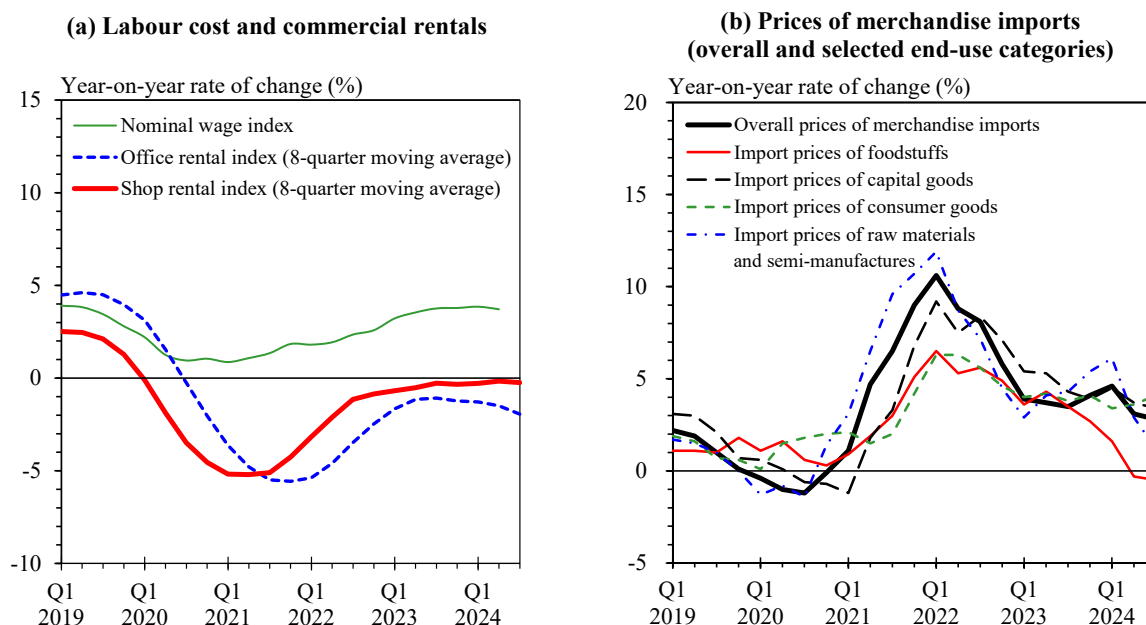 (a) Labour cost and commercial rentals
Year-on-year rate of change (%)
15
10
5
0
-5
-10
Nominal wage index
Office rental index (8-quarter moving average)
Shop rental index (8-quarter moving average)
Q1 Q1 Q1 Q1 Q1 Q1
2019 2020 2021 2022 2023 2024
(b) Prices of merchandise imports
(overall and selected end-use categories)
Year-on-year rate of change (%)
20
15
10
5
0
-5
Overall prices of merchandise imports
Import prices of foodstuffs
Import prices of capital goods
Import prices of consumer goods
Import prices of raw materials
and semi-manufactures
Q1 Q1 Q1 Q1 Q1 Q1
2019 2020 2021 2022 2023 2024